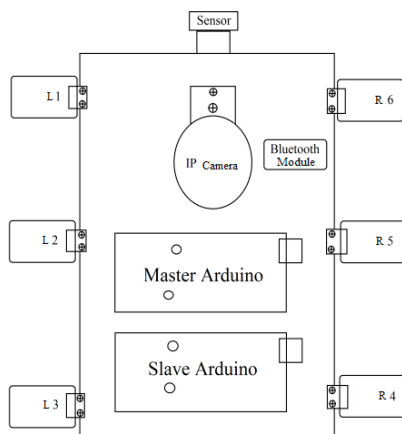 Sensor
L 1
R 6
Bluetooth
Module
IP Camera
L 2
R 5
Master Arduino
Slave Arduino
L 3
R 4